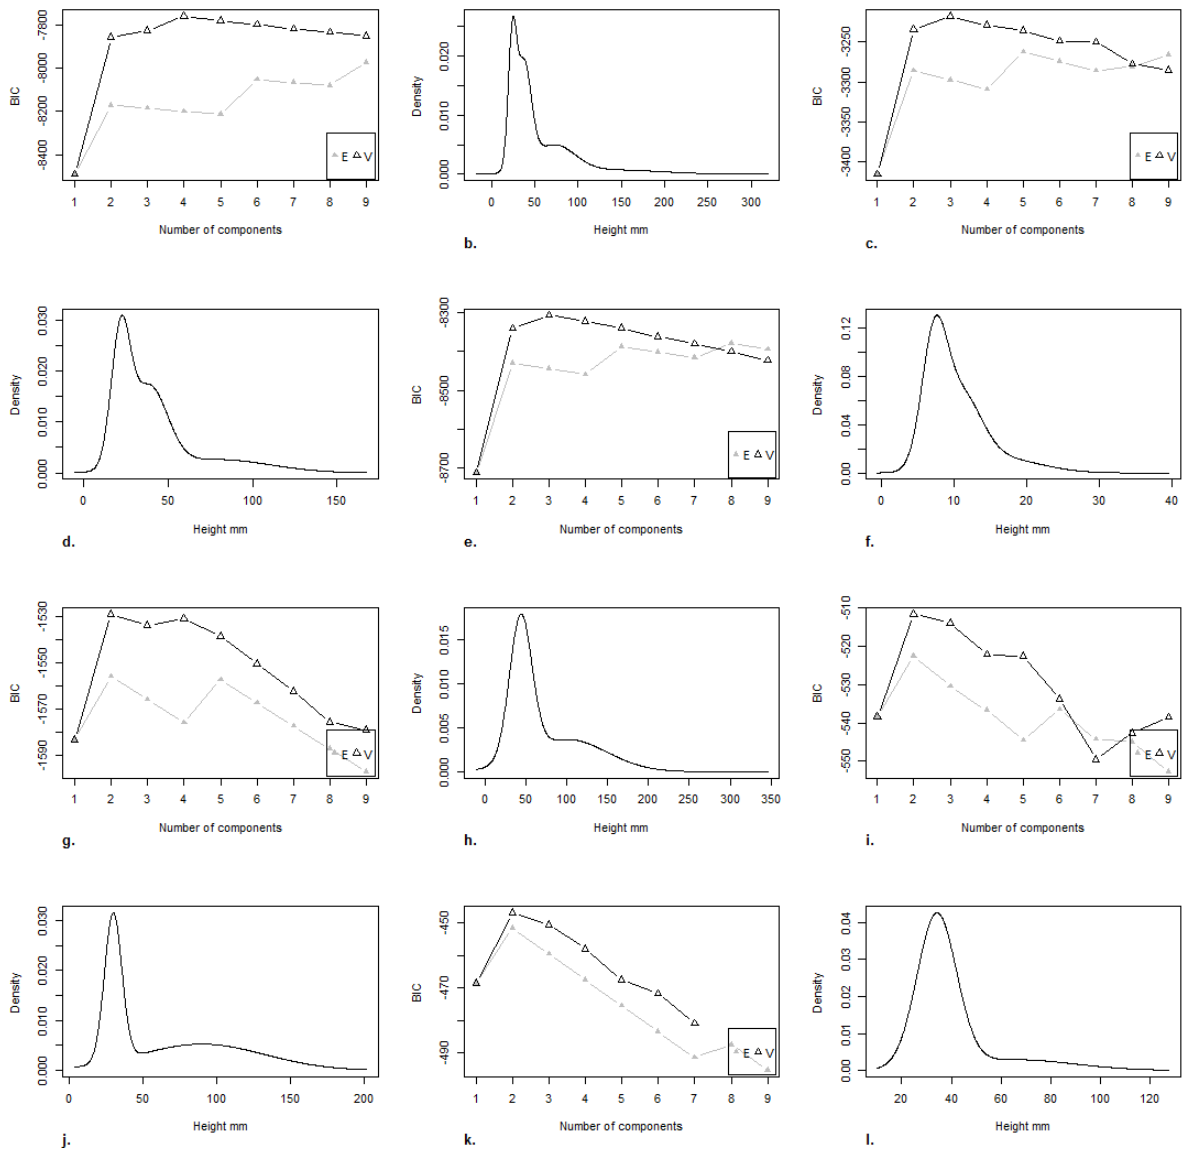 -7800
-8000
-8200
-8400
BIC
E V
1 2 3 4 5 6 7 8 9
Number of components
0.020
0.010
0.000
Density
0 50 100 150 200 250 300
Height mm
b.
-3250
-3300
-3350
-3400
BIC
E V
1 2 3 4 5 6 7 8 9
Number of components
c.
0.030
0.020
0.010
0.000
Density
0 50 100 150
Height mm
d.
-8300
-8500
-8700
BIC
E V
1 2 3 4 5 6 7 8 9
Number of components
e.
0.12
0.08
0.04
0.00
Density
0 10 20 30 40
Height mm
f.
-1530
-1550
-1570
-1590
BIC
E V
1 2 3 4 5 6 7 8 9
Number of components
g.
0.015
0.010
0.005
0.000
Density
0 50 100 150 200 250 300 350
Height mm
h.
-510
-520
-530
-540
-550
BIC
E V
1 2 3 4 5 6 7 8 9
Number of components
i.
0.030
0.020
0.010
0.000
Density
0 50 100 150 200
Height mm
j.
-450
-470
-490
BIC
E V
1 2 3 4 5 6 7 8 9
Number of components
k.
0.04
0.03
0.02
0.01
0.00
Density
20 40 60 80 100 120
Height mm
l.